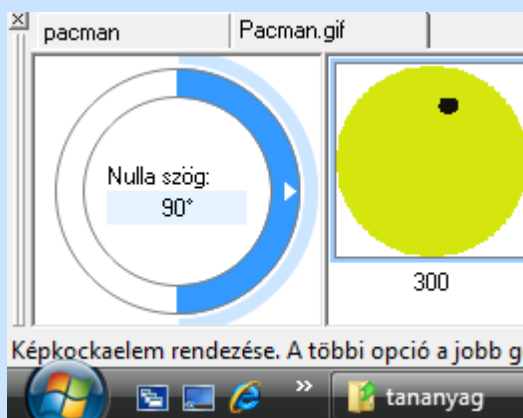 pacman
Pacman.gif
Nulla szög:
90°
300
Képkockaelem rendezése. A többi opció a jobb g
tananyag